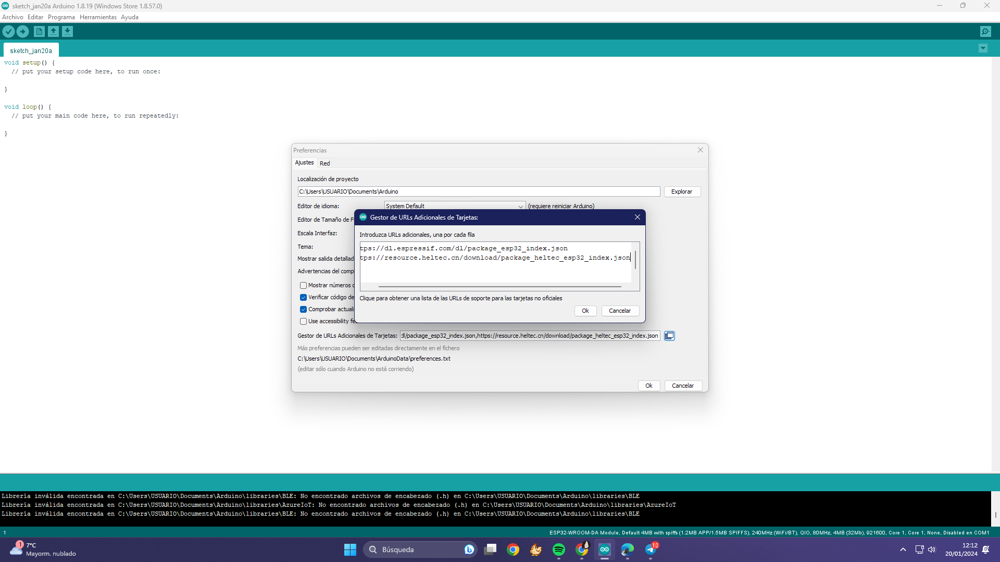 sketch_jan20a Arduino 1.8.19 (Windows Store 1.8.57.0)
Archivo Editar Programa Herramientas Ayuda
sketch_jan20a
void setup() {
// put your setup code here, to run once:
}
void loop() {
// put your main code here, to run repeatedly:
}
Preferencias
Ajustes Red
Localización de proyecto
C:\Users\USUARIO\Documents\Arduino Explorar
Editor de idioma: System Default (requiere reiniciar Arduino)
Editor de Tamaño de F
Escala Interfaz:
Tema:
Mostrar salida detallad
Advertencias del comp
Mostrar números
Verificar código de
Comprobar actuali
Use accessibility
Gestor de URLs Adicionales de Tarjetas:
Introduzca URLs adicionales, una por cada fila
tps://dl.espressif.com/dl/package_esp32_index.json
tps://resource.heltec.cn/download/package_heltec_esp32_index.json
Clique para obtener una lista de las URLs de soporte para las tarjetas no oficiales
Ok Cancelar
Gestor de URLs Adicionales de Tarjetas: dl/package_esp32_index.json,https://resource.heltec.cn/download/package_heltec_esp32_index.json
Más preferencias pueden ser editadas directamente en el fichero
C:\Users\USUARIO\Documents\ArduinoData\preferences.txt
(editar sólo cuando Arduino no está corriendo)
Ok Cancelar
Librería inválida encontrada en C:\Users\USUARIO\Documents\Arduino\libraries\BLE: No encontrado archivos de encabezado (.h) en C:\Users\USUARIO\Documents\Arduino\libraries\BLE
Librería inválida encontrada en C:\Users\USUARIO\Documents\Arduino\libraries\AzureIoT: No encontrado archivos de encabezado (.h) en C:\Users\USUARIO\Documents\Arduino\libraries\AzureIoT
Librería inválida encontrada en C:\Users\USUARIO\Documents\Arduino\libraries\BLE: No encontrado archivos de encabezado (.h) en C:\Users\USUARIO\Documents\Arduino\libraries\BLE
1 ESP32-WROOM-DA Module, Default 4MB with spiffs (1.2MB APP/1.5MB SPIFFS), 240MHz (WiFi/BT), QIO, 80MHz, 4MB (32Mb), 921600, Core 1, Core 1, None, Disabled en COM1
1 7°C
Mayorm. nublado
Búsqueda
10
12:12
20/01/2024